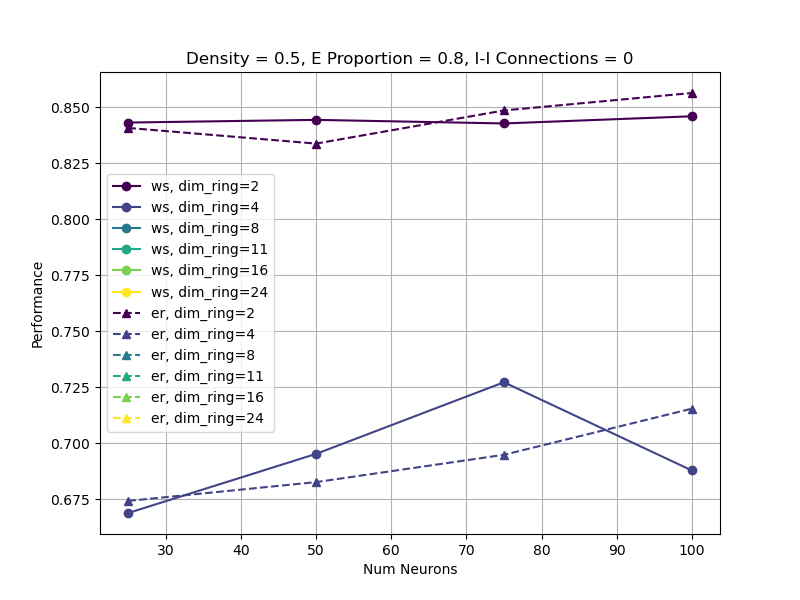 Density = 0.5, E Proportion = 0.8, I-I Connections = 0
Performance
0.850
0.825
0.800
0.775
0.750
0.725
0.700
0.675
ws, dim_ring=2
ws, dim_ring=4
ws, dim_ring=8
ws, dim_ring=11
ws, dim_ring=16
ws, dim_ring=24
er, dim_ring=2
er, dim_ring=4
er, dim_ring=8
er, dim_ring=11
er, dim_ring=16
er, dim_ring=24
30 40 50 60 70 80 90 100
Num Neurons